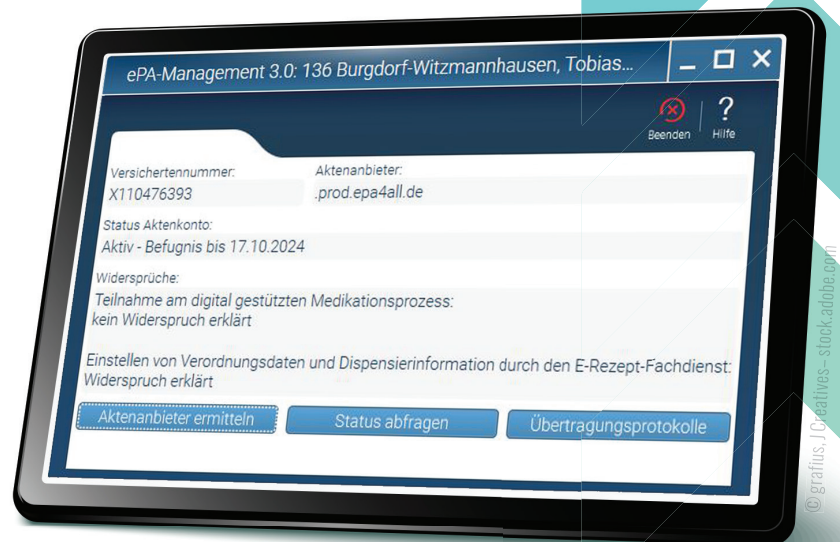 ePA-Management 3.0: 136 Burgdorf-Witzmannhausen, Tobias...
Beenden
?
Hilfe
Versichertennummer:
X110476393
Aktenanbieter:
.prod.epa4all.de
Status Aktenkonto:
Aktiv - Befugnis bis 17.10.2024
Widersprüche:
Teilnahme am digital gestützten Medikationsprozess:
kein Widerspruch erklärt
Einstellen von Verordnungsdaten und Dispensierinformation durch den E-Rezept-Fachdienst:
Widerspruch erklärt
Aktenanbieter ermitteln
Status abfragen
Übertragungsprotokolle
© grafius, J Creatives – stock.adobe.com